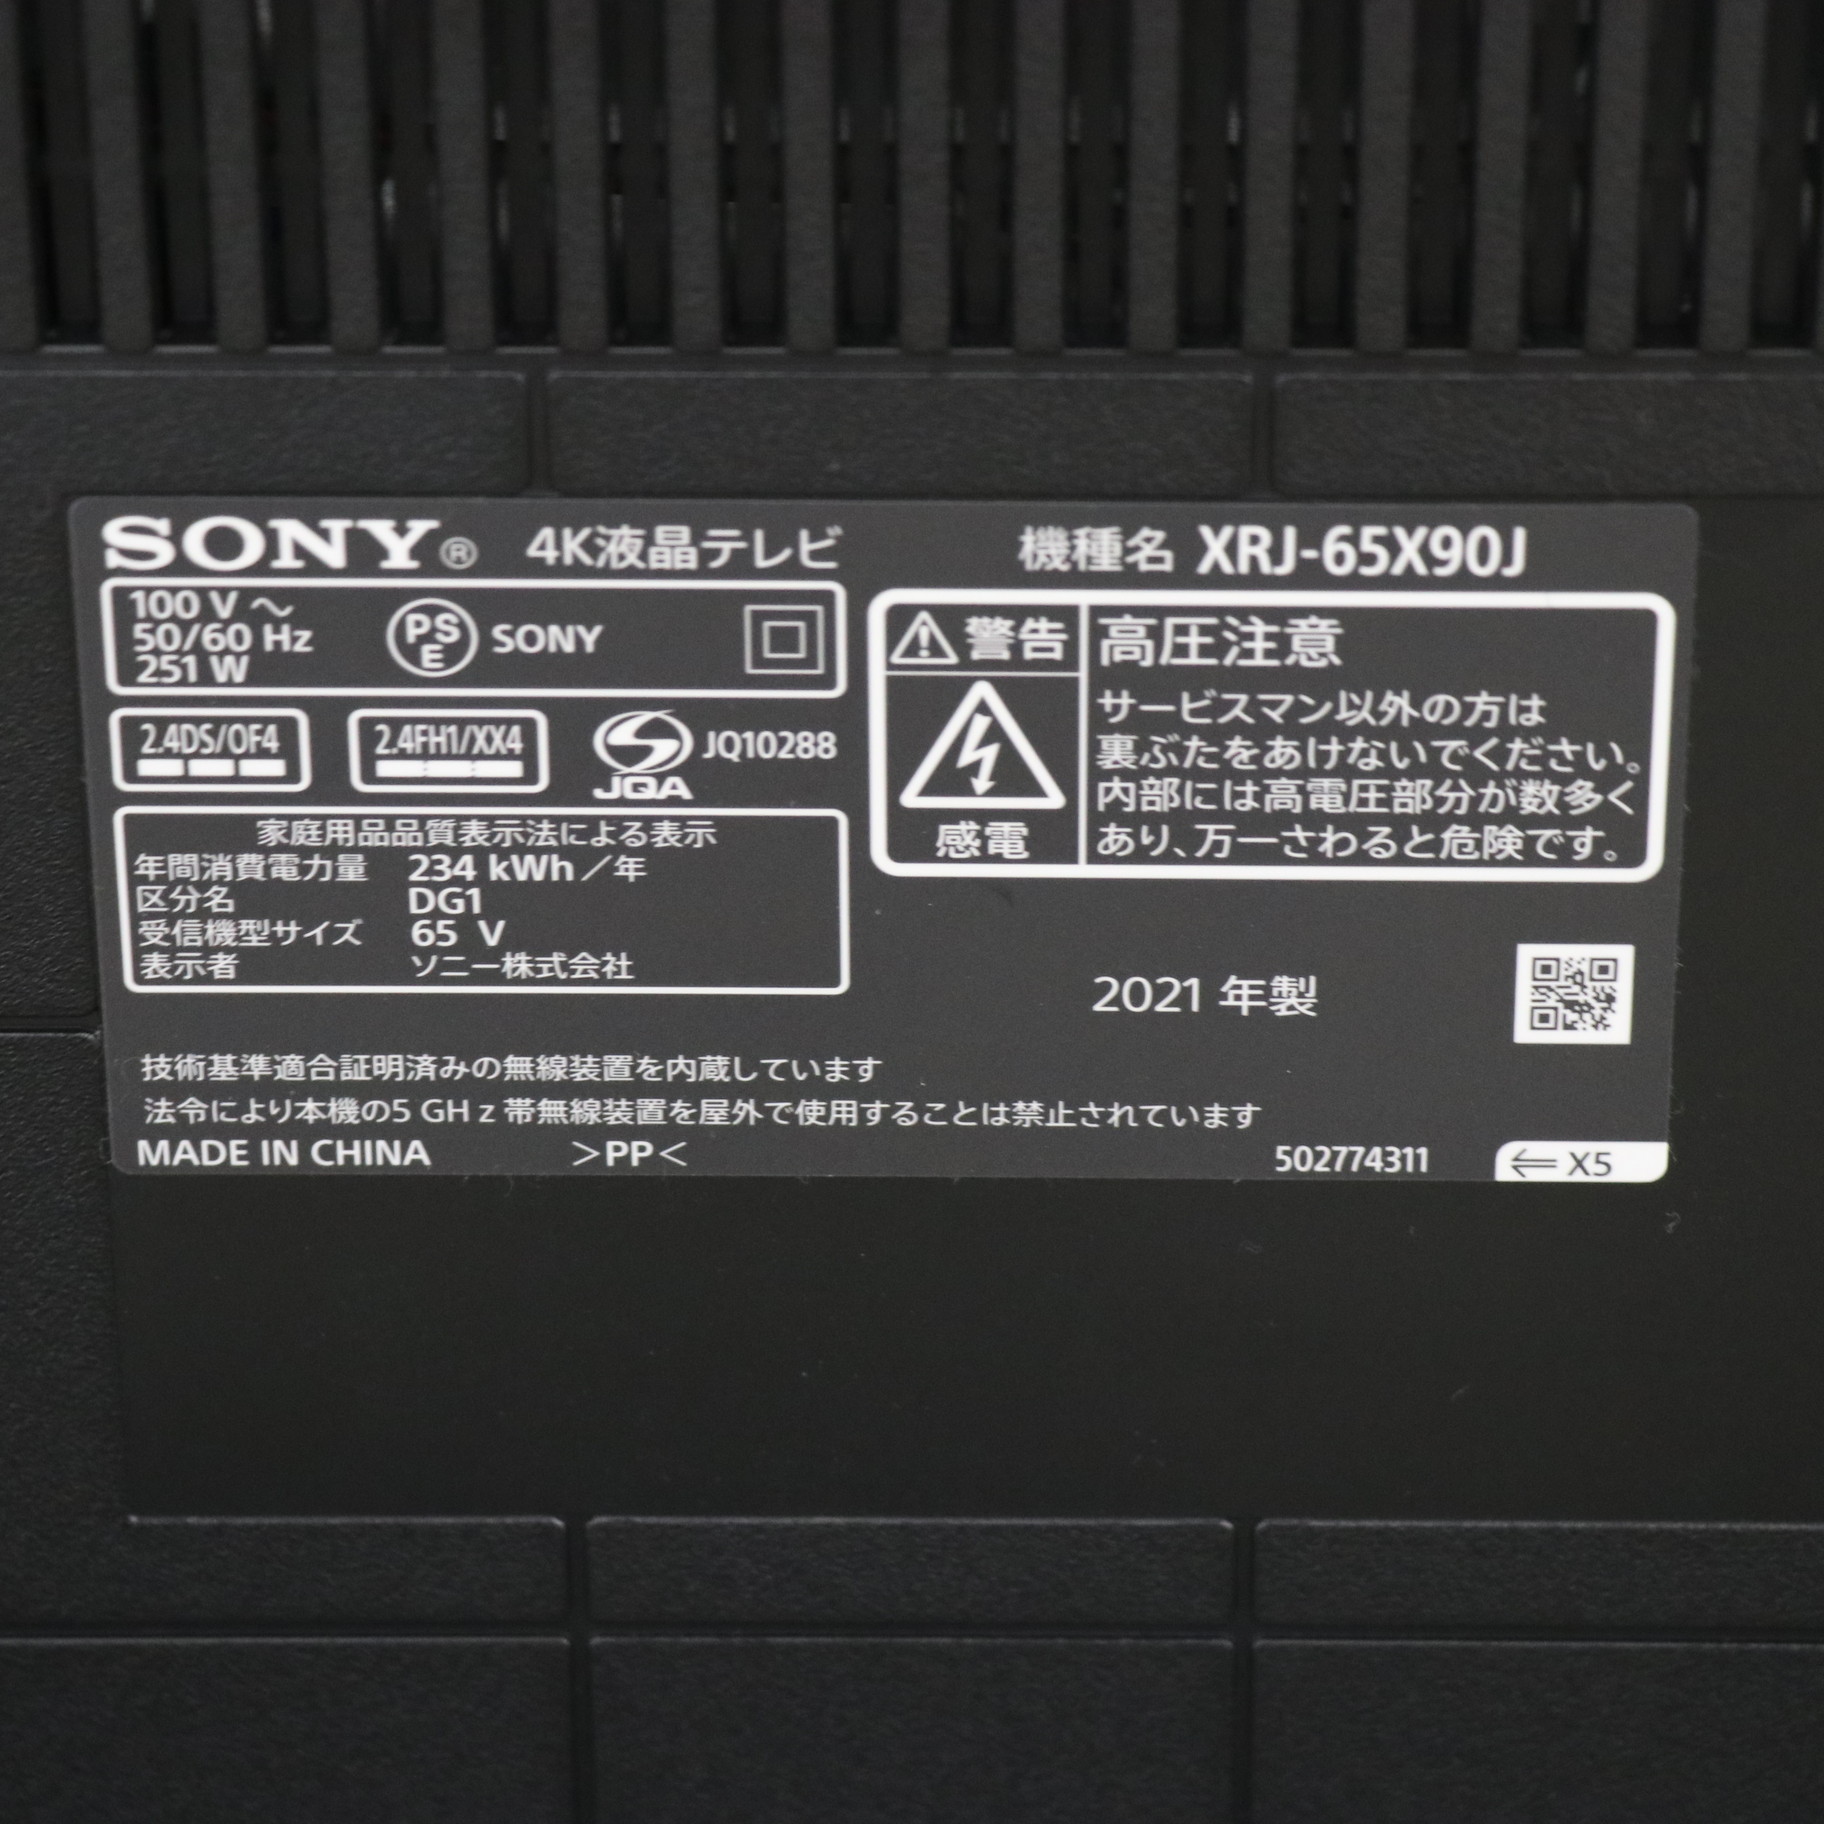 SONY® 4K液晶テレビ 機種名 XRJ-65X90J
100 V ～
50/60 Hz
251 W
PSE SONY
2.4DS/OF4
2.4FH1/XX4
JQA JQ10288
家庭用品品質表示法による表示
年間消費電力量 234 kWh／年
区分名 DG1
受信機型サイズ 65 V
表示者 ソニー株式会社
⚠警告
感電
高圧注意
サービスマン以外の方は
裏ぶたをあけないでください。
内部には高電圧部分が数多く
あり、万一さわると危険です。
2021 年製
技術基準適合証明済みの無線装置を内蔵しています
法令により本機の5 GHz帯無線装置を屋外で使用することは禁止されています
MADE IN CHINA >PP< 502774311 ⇐ X5